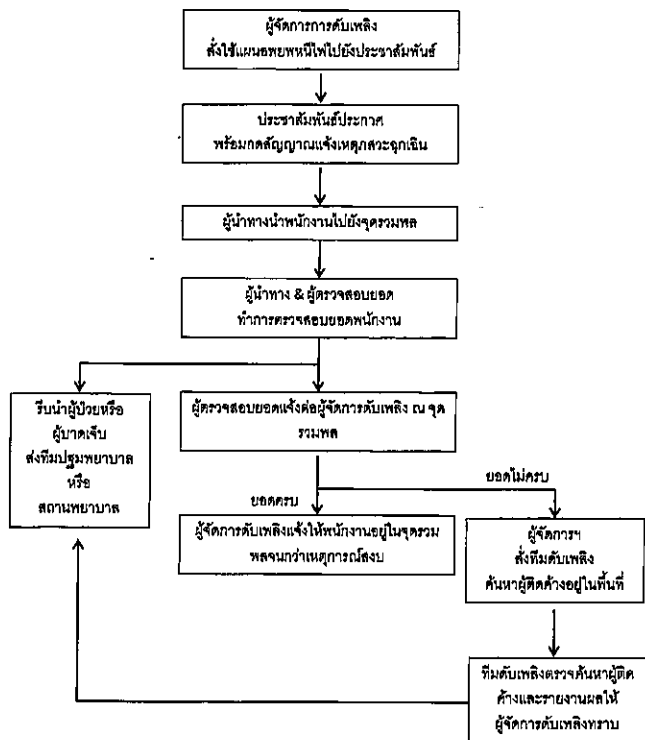 ผู้จัดการการดับเพลิง
สั่งใช้แผนอพยพหนีไฟไปยังประชาสัมพันธ์
ประชาสัมพันธ์ประกาศ
พร้อมกดสัญญาณแจ้งเหตุภสวะฉุกเฉิน
ผู้นำทางนำพนักงานไปยังจุดรวมพล
ผู้นำทาง & ผู้ตรวจสอบยอด
ทำการตรวจสอบยอดพนักงาน
รีบนำผู้ป่วยหรือ
ผู้บาดเจ็บ
ส่งทีมปฐมพยาบาล
หรือ
สถานพยาบาล
ผู้ตรวจสอบยอดแจ้งต่อผู้จัดการดับเพลิง ณ จุด
รวมพล
ยอดครบ
ยอดไม่ครบ
ผู้จัดการดับเพลิงแจ้งให้พนักงานอยู่ในจุดรวม
พลจนกว่าเหตุการณ์สงบ
ผู้จัดการฯ
สั่งทีมดับเพลิง
ค้นหาผู้ติดค้างอยู่ในพื้นที่
ทีมดับเพลิงตรวจค้นหาผู้ติด
ค้างและรายงานผลให้
ผู้จัดการดับเพลิงทราบ